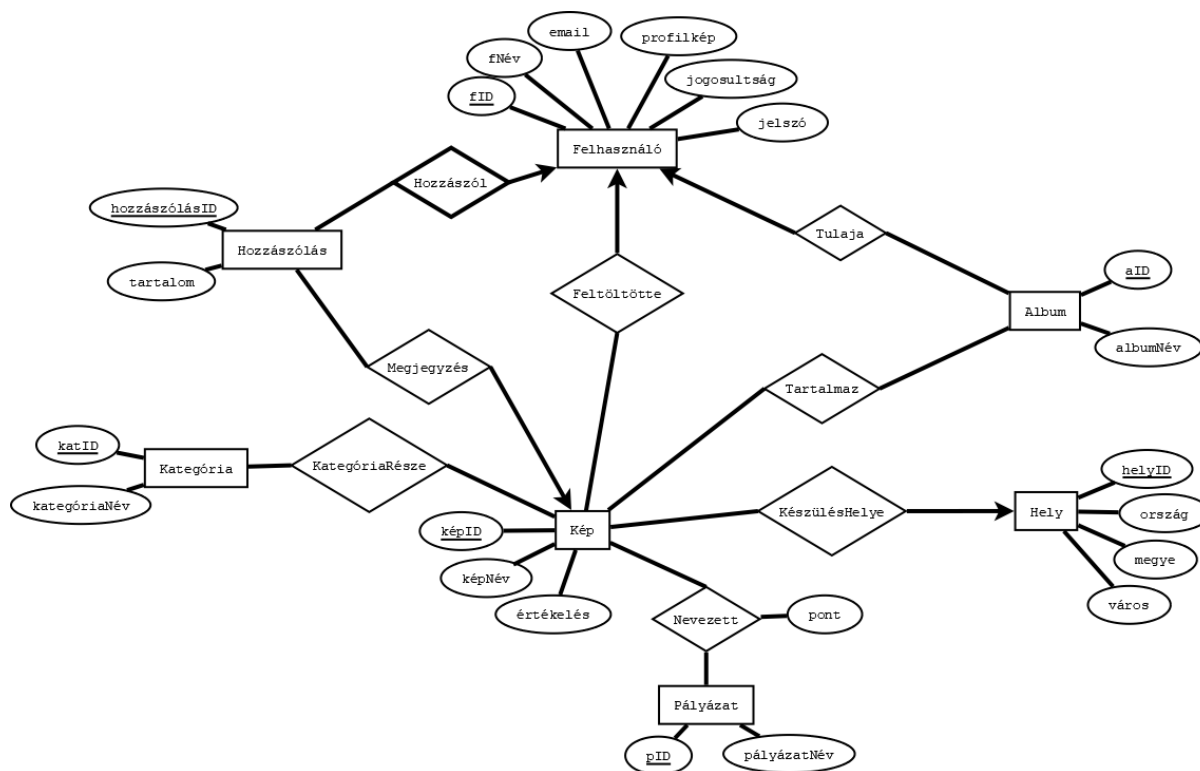 email
profilkép
fNév
jogosultság
fID
jelszó
Felhasználó
Hozzászól
hozzászólásID
Tulaja
Hozzászólás
aID
tartalom
Feltöltötte
Album
albumNév
Megjegyzés
Tartalmaz
katID
KategóriaRésze
helyID
Kategória
kategóriaNév
KészülésHelye
Hely
ország
képID
Kép
megye
képNév
város
értékelés
Nevezett
pont
Pályázat
pID
pályázatNév